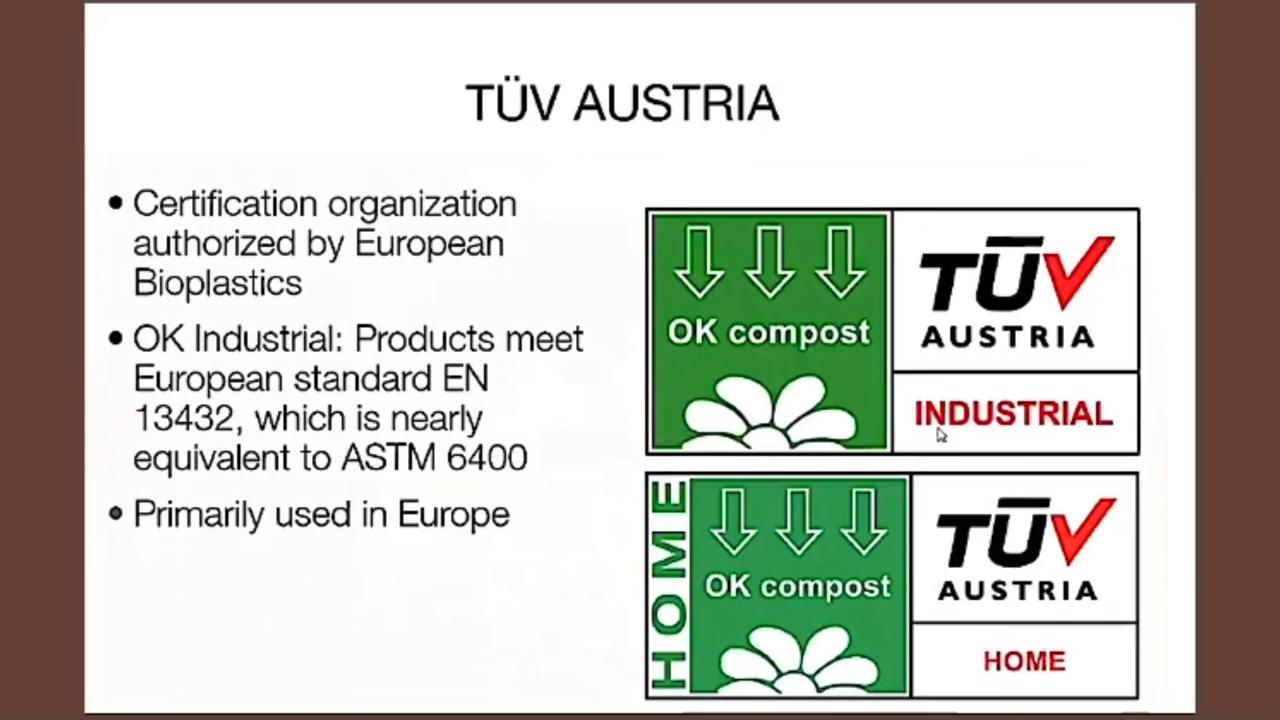 TÜV AUSTRIA
• Certification organization
authorized by European
Bioplastics
• OK Industrial: Products meet
European standard EN
13432, which is nearly
equivalent to ASTM 6400
• Primarily used in Europe
OK compost
TÜV
AUSTRIA
INDUSTRIAL
HOME
OK compost
TÜV
AUSTRIA
HOME